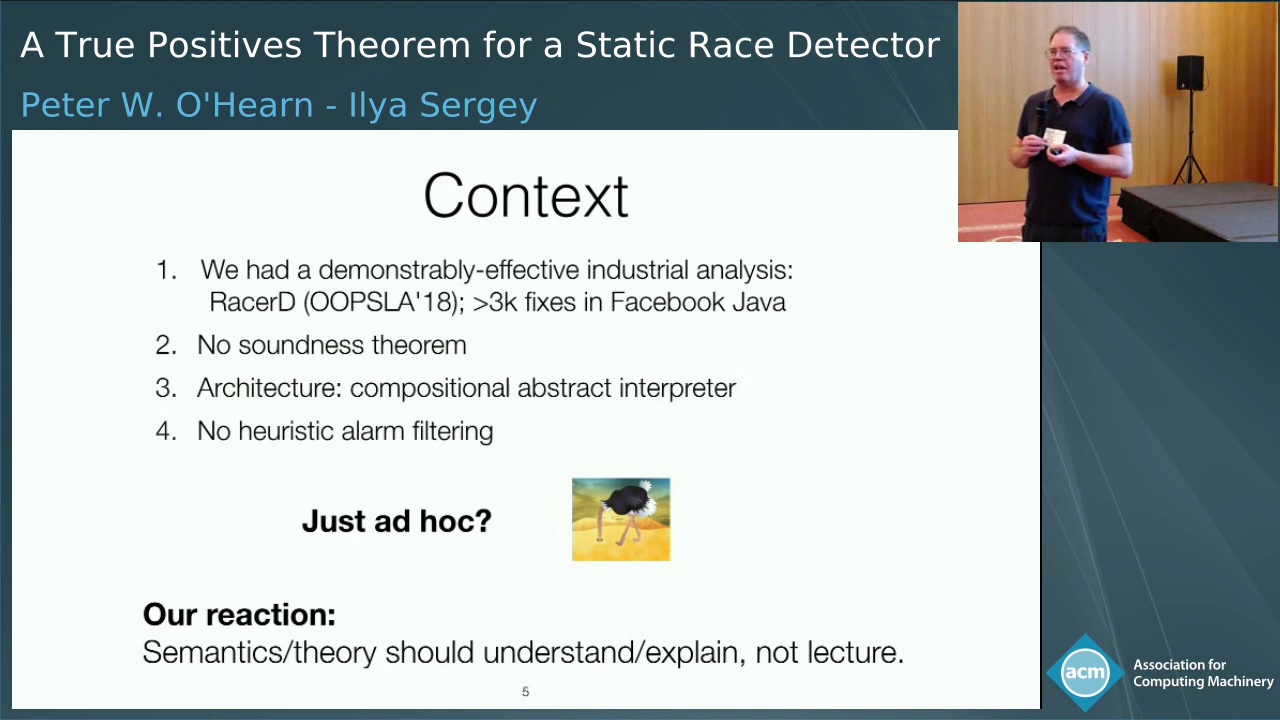 A True Positives Theorem for a Static Race Detector
Peter W. O'Hearn - Ilya Sergey
Context
1. We had a demonstrably-effective industrial analysis:
RacerD (OOPSLA'18); >3k fixes in Facebook Java
2. No soundness theorem
3. Architecture: compositional abstract interpreter
4. No heuristic alarm filtering
Just ad hoc?
Our reaction:
Semantics/theory should understand/explain, not lecture.
5
acm
Association for
Computing Machinery